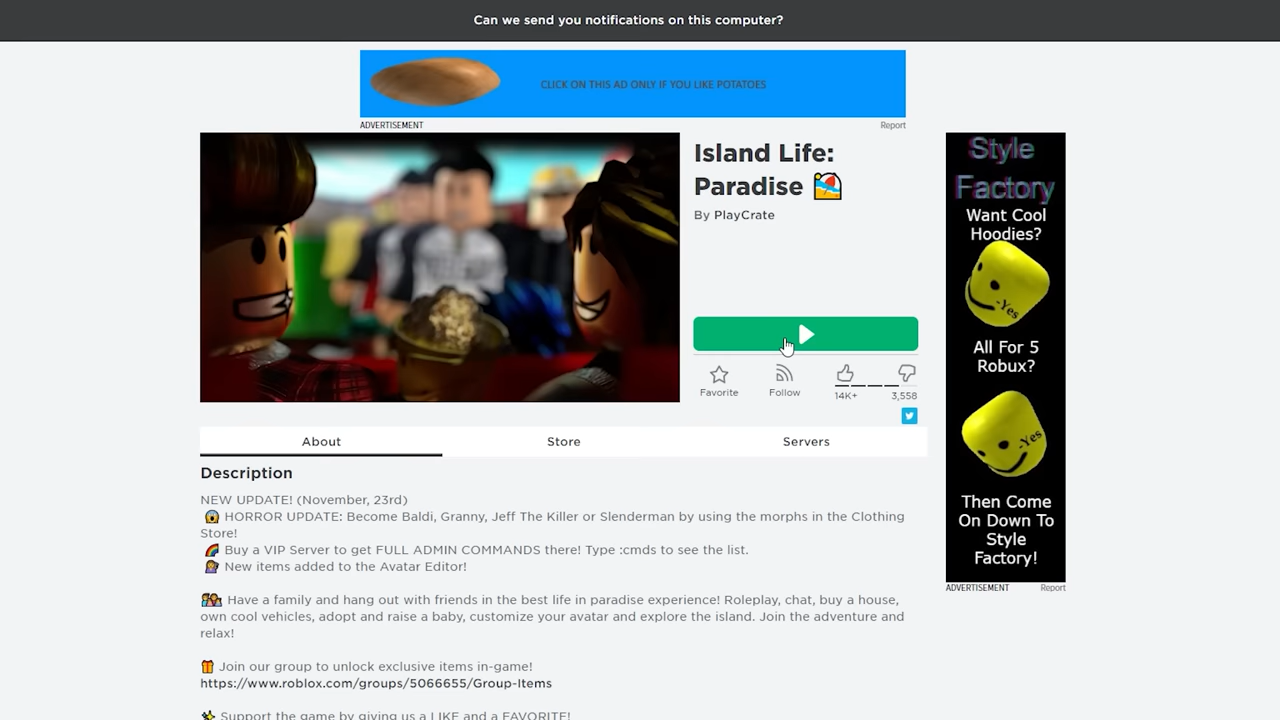 Can we send you notifications on this computer?
CLICK ON THIS AD ONLY IF YOU LIKE POTATOES
ADVERTISEMENT
Report
Island Life:
Paradise 🏖️
By PlayCrate
Favorite
Follow
14K+
3,558
About
Store
Servers
Description
NEW UPDATE! (November, 23rd)
😱 HORROR UPDATE: Become Baldi, Granny, Jeff The Killer or Slenderman by using the morphs in the Clothing
Store!
🌈 Buy a VIP Server to get FULL ADMIN COMMANDS there! Type :cmds to see the list.
🙋 New items added to the Avatar Editor!
👪 Have a family and hang out with friends in the best life in paradise experience! Roleplay, chat, buy a house,
own cool vehicles, adopt and raise a baby, customize your avatar and explore the island. Join the adventure and
relax!
🎁 Join our group to unlock exclusive items in-game!
https://www.roblox.com/groups/5066655/Group-Items
✨ Support the game by giving us a LIKE and a FAVORITE!
Style
Factory
Want Cool
Hoodies?
-Yes
All For 5
Robux?
-Yes
Then Come
On Down To
Style
Factory!
ADVERTISEMENT
Report